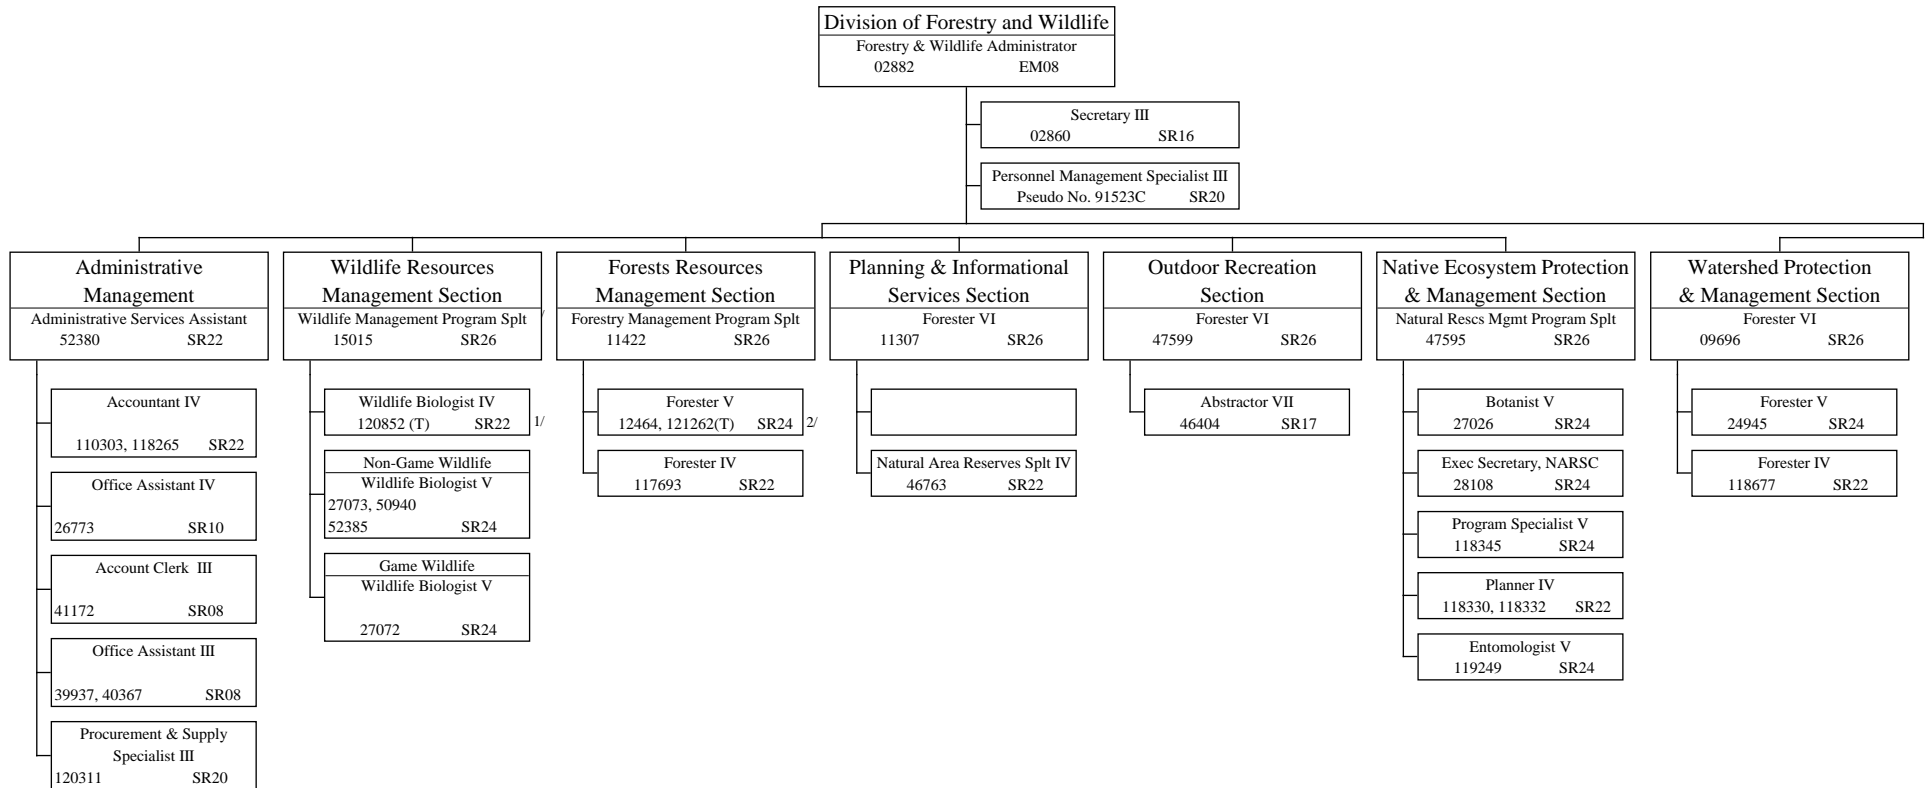 Division of Forestry and Wildlife
Forestry & Wildlife Administrator
02882 EM08
Secretary III
02860 SR16
Personnel Management Specialist III
Pseudo No. 91523C SR20
Administrative
Management
Administrative Services Assistant
52380 SR22
Accountant IV
110303, 118265 SR22
Office Assistant IV
26773 SR10
Account Clerk III
41172 SR08
Office Assistant III
39937, 40367 SR08
Procurement & Supply
Specialist III
120311 SR20
Wildlife Resources
Management Section
Wildlife Management Program Splt /
15015 SR26
Wildlife Biologist IV
120852 (T) SR22 1/
Non-Game Wildlife
Wildlife Biologist V
27073, 50940
52385 SR24
Game Wildlife
Wildlife Biologist V
27072 SR24
Forests Resources
Management Section
Forestry Management Program Splt
11422 SR26
Forester V
12464, 121262(T) SR24 2/
Forester IV
117693 SR22
Planning & Informational
Services Section
Forester VI
11307 SR26
Natural Area Reserves Splt IV
46763 SR22
Outdoor Recreation
Section
Forester VI
47599 SR26
Abstractor VII
46404 SR17
Native Ecosystem Protection
& Management Section
Natural Rescs Mgmt Program Splt
47595 SR26
Botanist V
27026 SR24
Exec Secretary, NARSC
28108 SR24
Program Specialist V
118345 SR24
Planner IV
118330, 118332 SR22
Entomologist V
119249 SR24
Watershed Protection
& Management Section
Forester VI
09696 SR26
Forester V
24945 SR24
Forester IV
118677 SR22